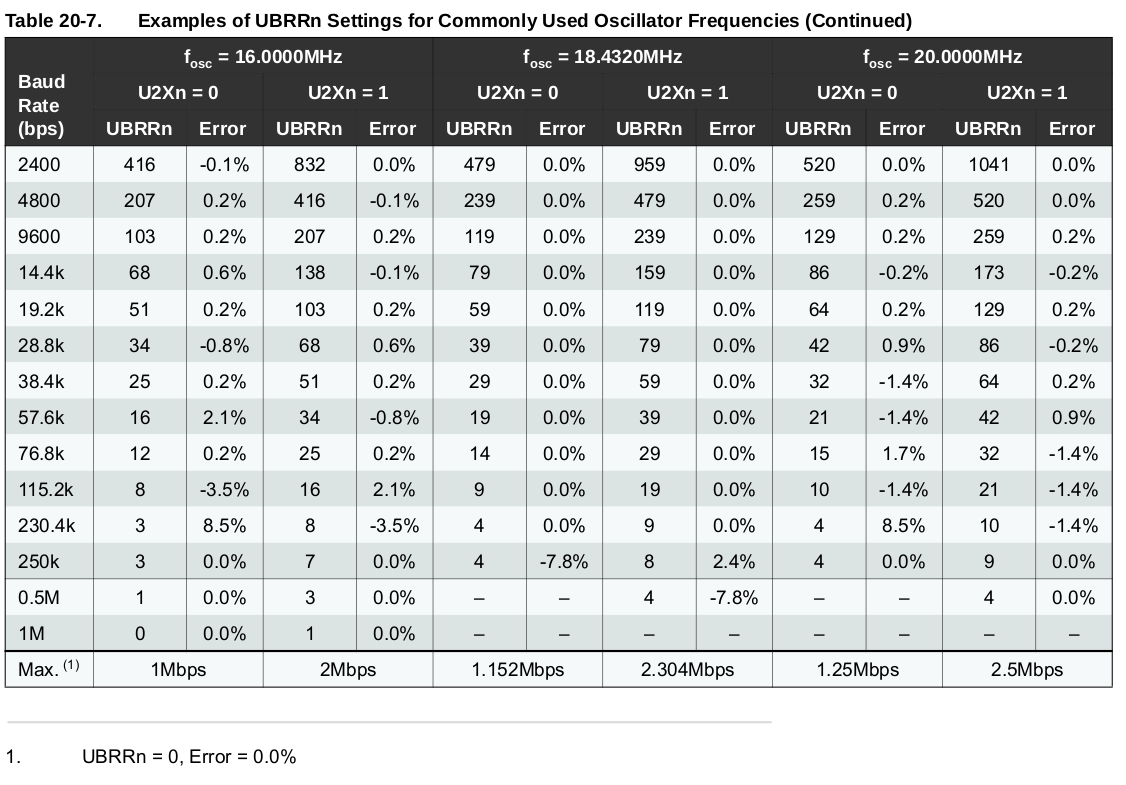 Table 20-7. Examples of UBRRn Settings for Commonly Used Oscillator Frequencies (Continued)
Baud Rate (bps) fosc = 16.0000MHz fosc = 18.4320MHz fosc = 20.0000MHz
U2Xn = 0 U2Xn = 1 U2Xn = 0 U2Xn = 1 U2Xn = 0 U2Xn = 1
UBRRn Error UBRRn Error UBRRn Error UBRRn Error UBRRn Error UBRRn Error
2400 416 -0.1% 832 0.0% 479 0.0% 959 0.0% 520 0.0% 1041 0.0%
4800 207 0.2% 416 -0.1% 239 0.0% 479 0.0% 259 0.2% 520 0.0%
9600 103 0.2% 207 0.2% 119 0.0% 239 0.0% 129 0.2% 259 0.2%
14.4k 68 0.6% 138 -0.1% 79 0.0% 159 0.0% 86 -0.2% 173 -0.2%
19.2k 51 0.2% 103 0.2% 59 0.0% 119 0.0% 64 0.2% 129 0.2%
28.8k 34 -0.8% 68 0.6% 39 0.0% 79 0.0% 42 0.9% 86 -0.2%
38.4k 25 0.2% 51 0.2% 29 0.0% 59 0.0% 32 -1.4% 64 0.2%
57.6k 16 2.1% 34 -0.8% 19 0.0% 39 0.0% 21 -1.4% 42 0.9%
76.8k 12 0.2% 25 0.2% 14 0.0% 29 0.0% 15 1.7% 32 -1.4%
115.2k 8 -3.5% 16 2.1% 9 0.0% 19 0.0% 10 -1.4% 21 -1.4%
230.4k 3 8.5% 8 -3.5% 4 0.0% 9 0.0% 4 8.5% 10 -1.4%
250k 3 0.0% 7 0.0% 4 -7.8% 8 2.4% 4 0.0% 9 0.0%
0.5M 1 0.0% 3 0.0% – – 4 -7.8% – – 4 0.0%
1M 0 0.0% 1 0.0% – – – – – – – –
Max. (1) 1Mbps 2Mbps 1.152Mbps 2.304Mbps 1.25Mbps 2.5Mbps
1. UBRRn = 0, Error = 0.0%